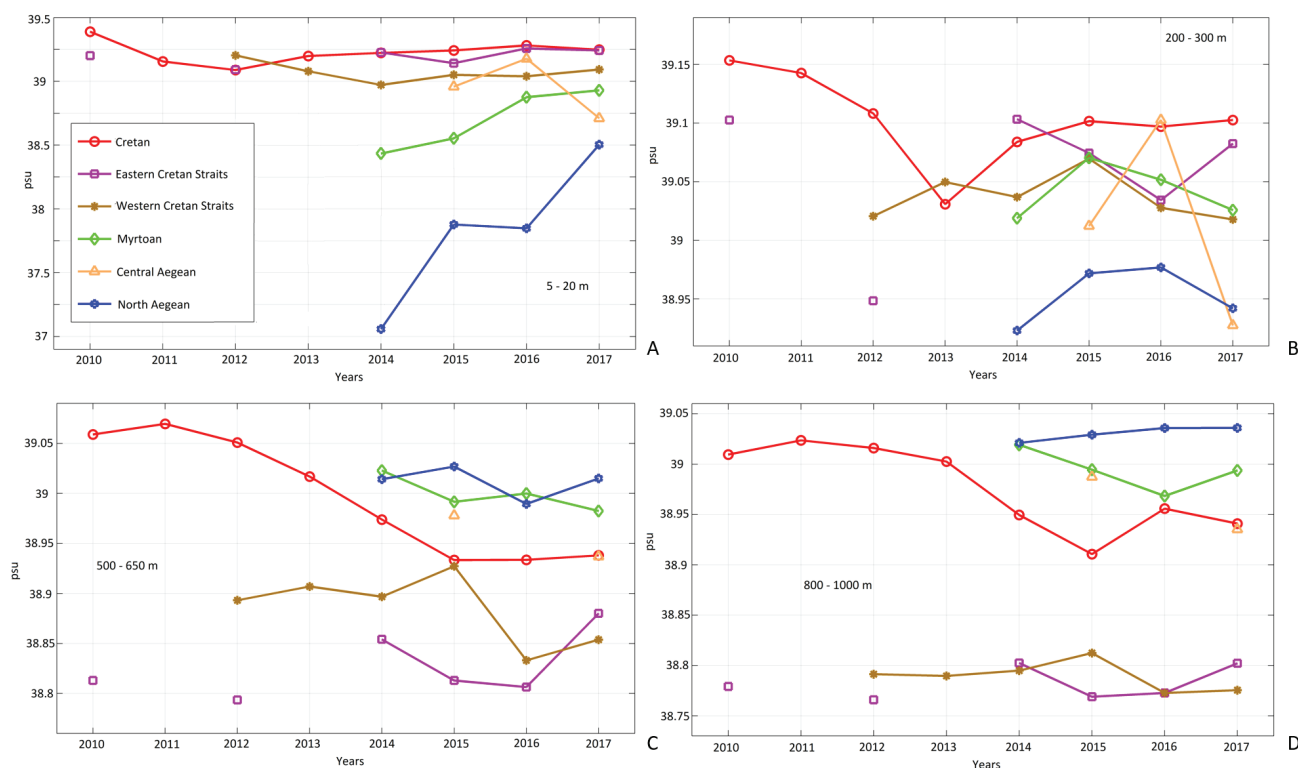 39.5
39
38.5
38
37.5
37
psu
Cretan
Eastern Cretan Straits
Western Cretan Straits
Myrtoan
Central Aegean
North Aegean
5 - 20 m
2010 2011 2012 2013 2014 2015 2016 2017
Years
A
200 - 300 m
39.15
39.1
39.05
39
38.95
psu
2010 2011 2012 2013 2014 2015 2016 2017
Years
B
39.05
39
38.95
38.9
38.85
38.8
psu
500 - 650 m
2010 2011 2012 2013 2014 2015 2016 2017
Years
C
39.05
39
38.95
38.9
38.85
38.8
38.75
psu
800 - 1000 m
2010 2011 2012 2013 2014 2015 2016 2017
Years
D